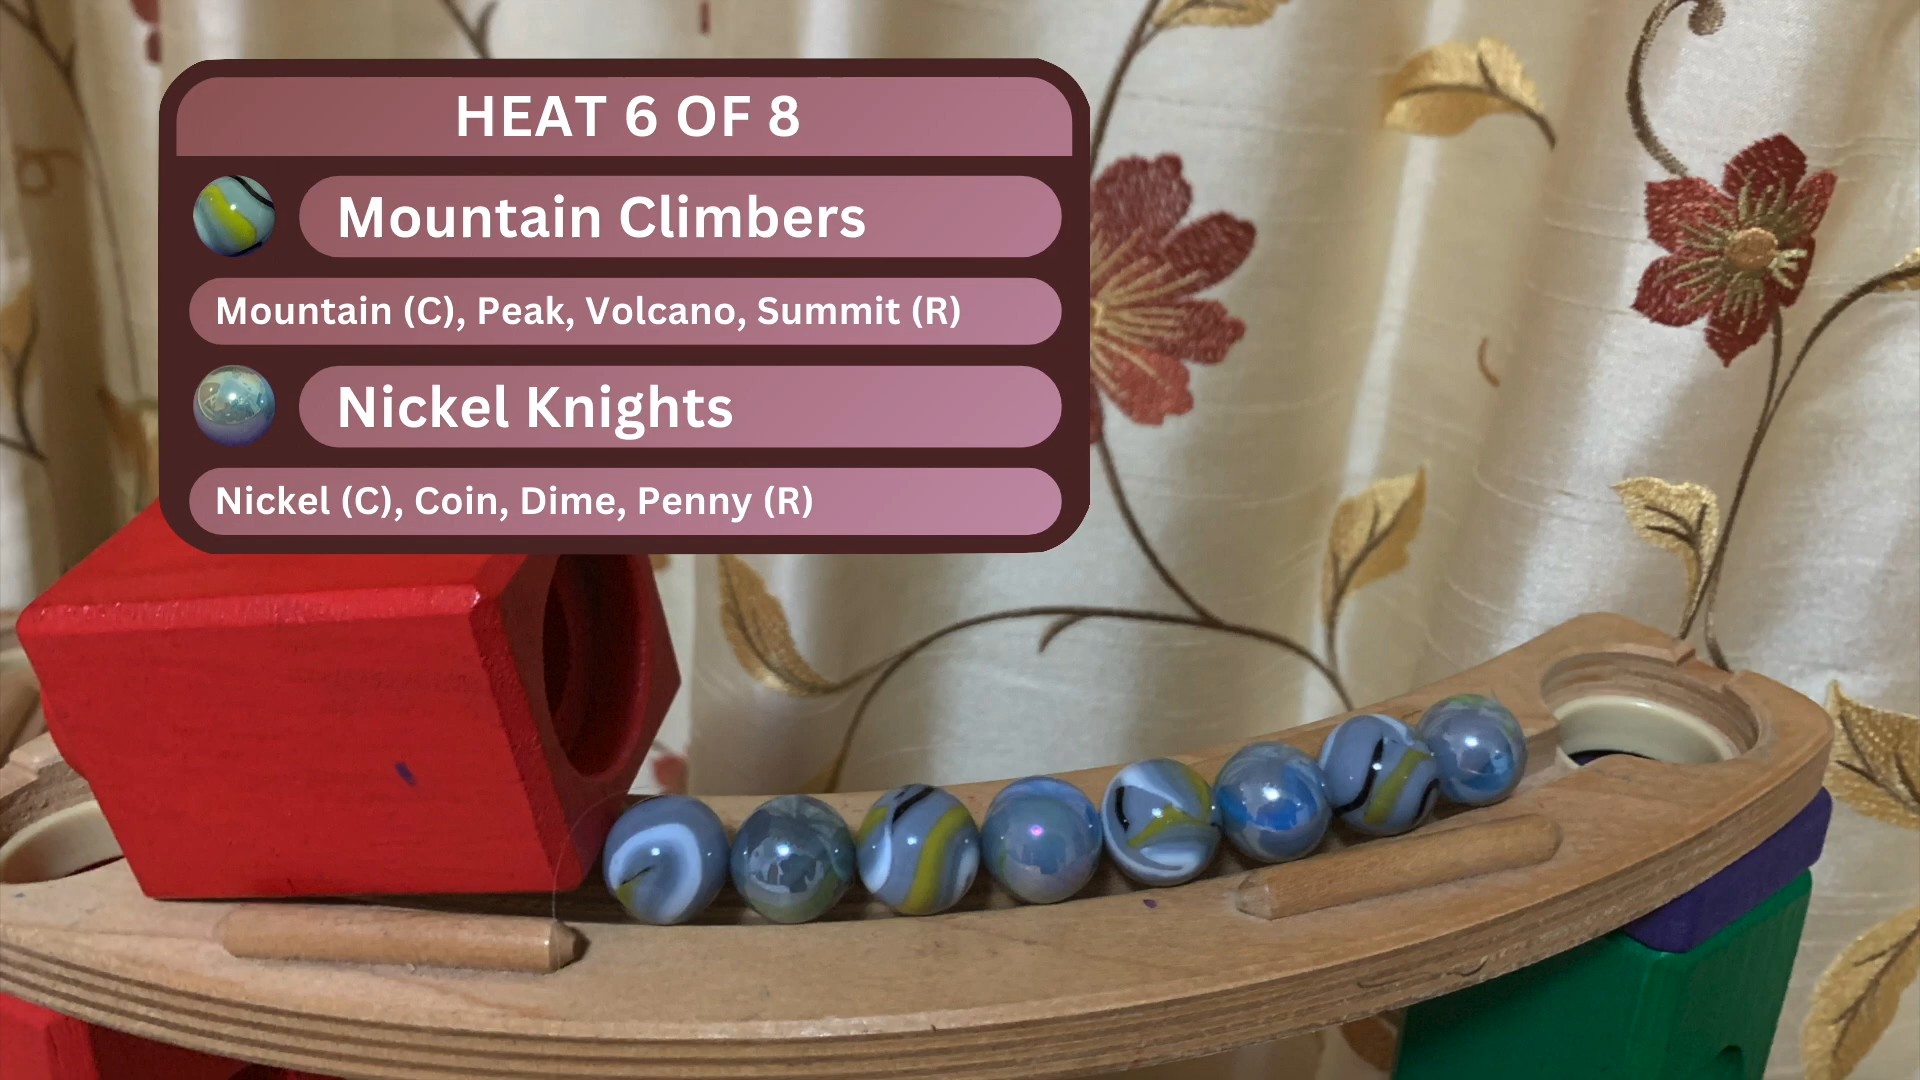 HEAT 6 OF 8
Mountain Climbers
Mountain (C), Peak, Volcano, Summit (R)
Nickel Knights
Nickel (C), Coin, Dime, Penny (R)